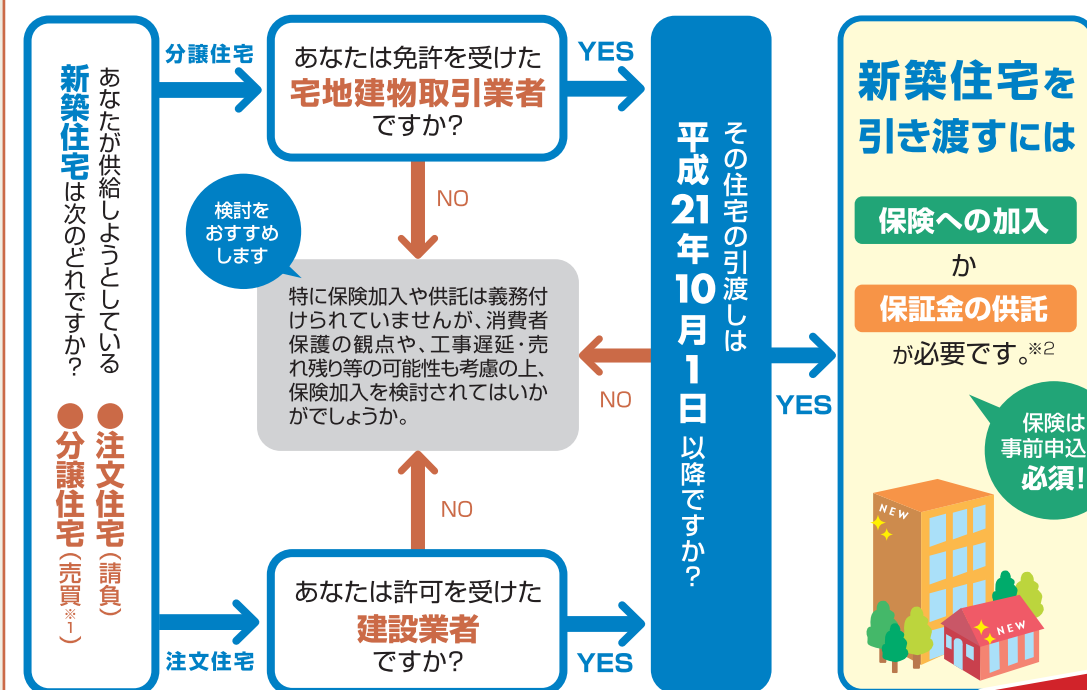 あなたが供給しようとしている
新築住宅は次のどれですか?
●注文住宅(請負)
●分譲住宅(売買※1)
分譲住宅
あなたは免許を受けた
宅地建物取引業者
ですか?
YES
NO
検討を
おすすめ
します
特に保険加入や供託は義務付
けられていませんが、消費者
保護の観点や、工事遅延・売
れ残り等の可能性も考慮の上、
保険加入を検討されてはいか
がでしょうか。
NO
注文住宅
あなたは許可を受けた
建設業者
ですか?
YES
その住宅の引渡しは
平成21年10月1日以降ですか?
NO
YES
新築住宅を
引き渡すには
保険への加入
か
保証金の供託
が必要です。※2
保険は
事前申込
必須!
NEW
NEW